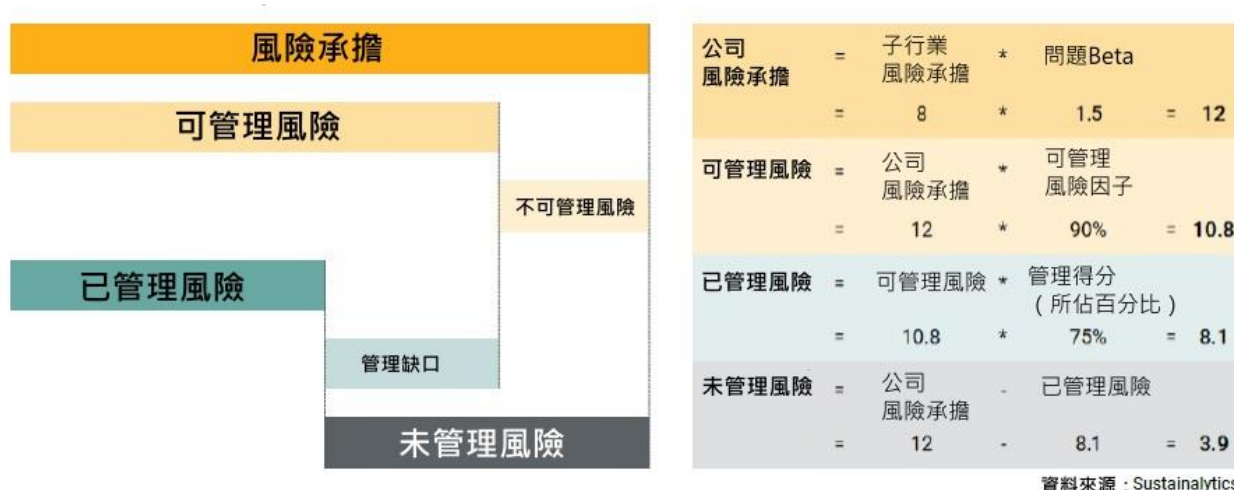 風險承擔
可管理風險
不可管理風險
已管理風險
管理缺口
未管理風險
公司
風險承擔 = 子行業
風險承擔 * 問題Beta
= 8 * 1.5 = 12
可管理風險 = 公司
風險承擔 * 可管理
風險因子
= 12 * 90% = 10.8
已管理風險 = 可管理風險 * 管理得分
(所佔百分比)
= 10.8 * 75% = 8.1
未管理風險 = 公司
風險承擔 - 已管理風險
= 12 - 8.1 = 3.9
資料來源:Sustainalytics